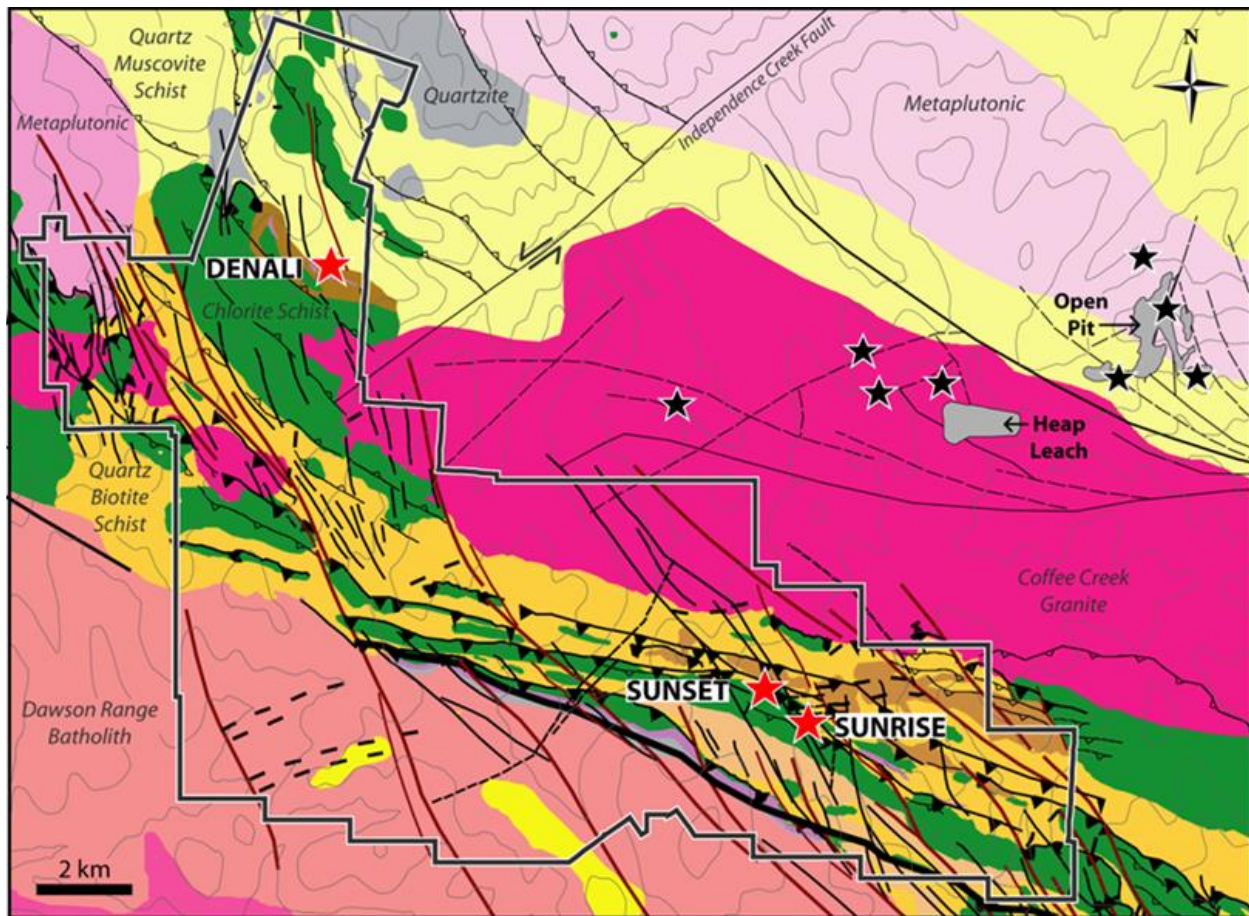 Quartz
Muscovite
Schist
Quartzite
Independence Creek Fault
Metaplutonic
N
Metaplutonic
DENALI
Chlorite Schist
Open
Pit
Heap
Leach
Quartz
Biotite
Schist
Coffee Creek
Granite
SUNSET
SUNRISE
Dawson Range
Batholith
2 km